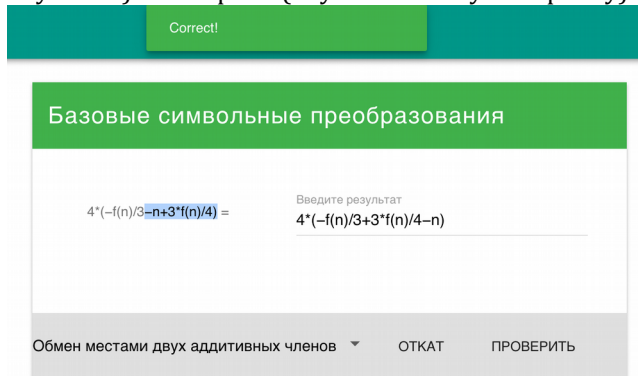 Correct!
Базовые символьные преобразования
4*(–f(n)/3–n+3*f(n)/4) =
Введите результат
4*(–f(n)/3+3*f(n)/4–n)
Обмен местами двух аддитивных членов
ОТКАТ
ПРОВЕРИТЬ